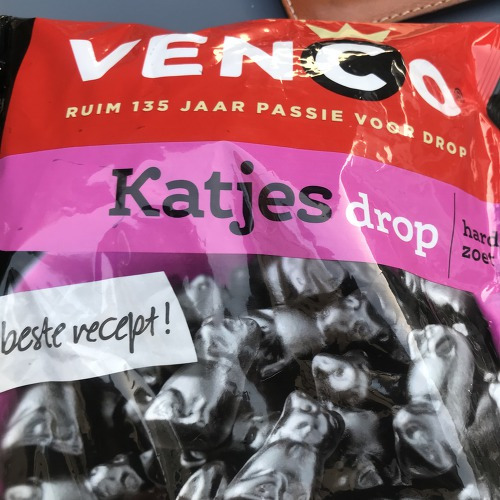 VENCO
RUIM 135 JAAR PASSIE VOOR DROP
Katjes drop
hard
zoet
beste recept!